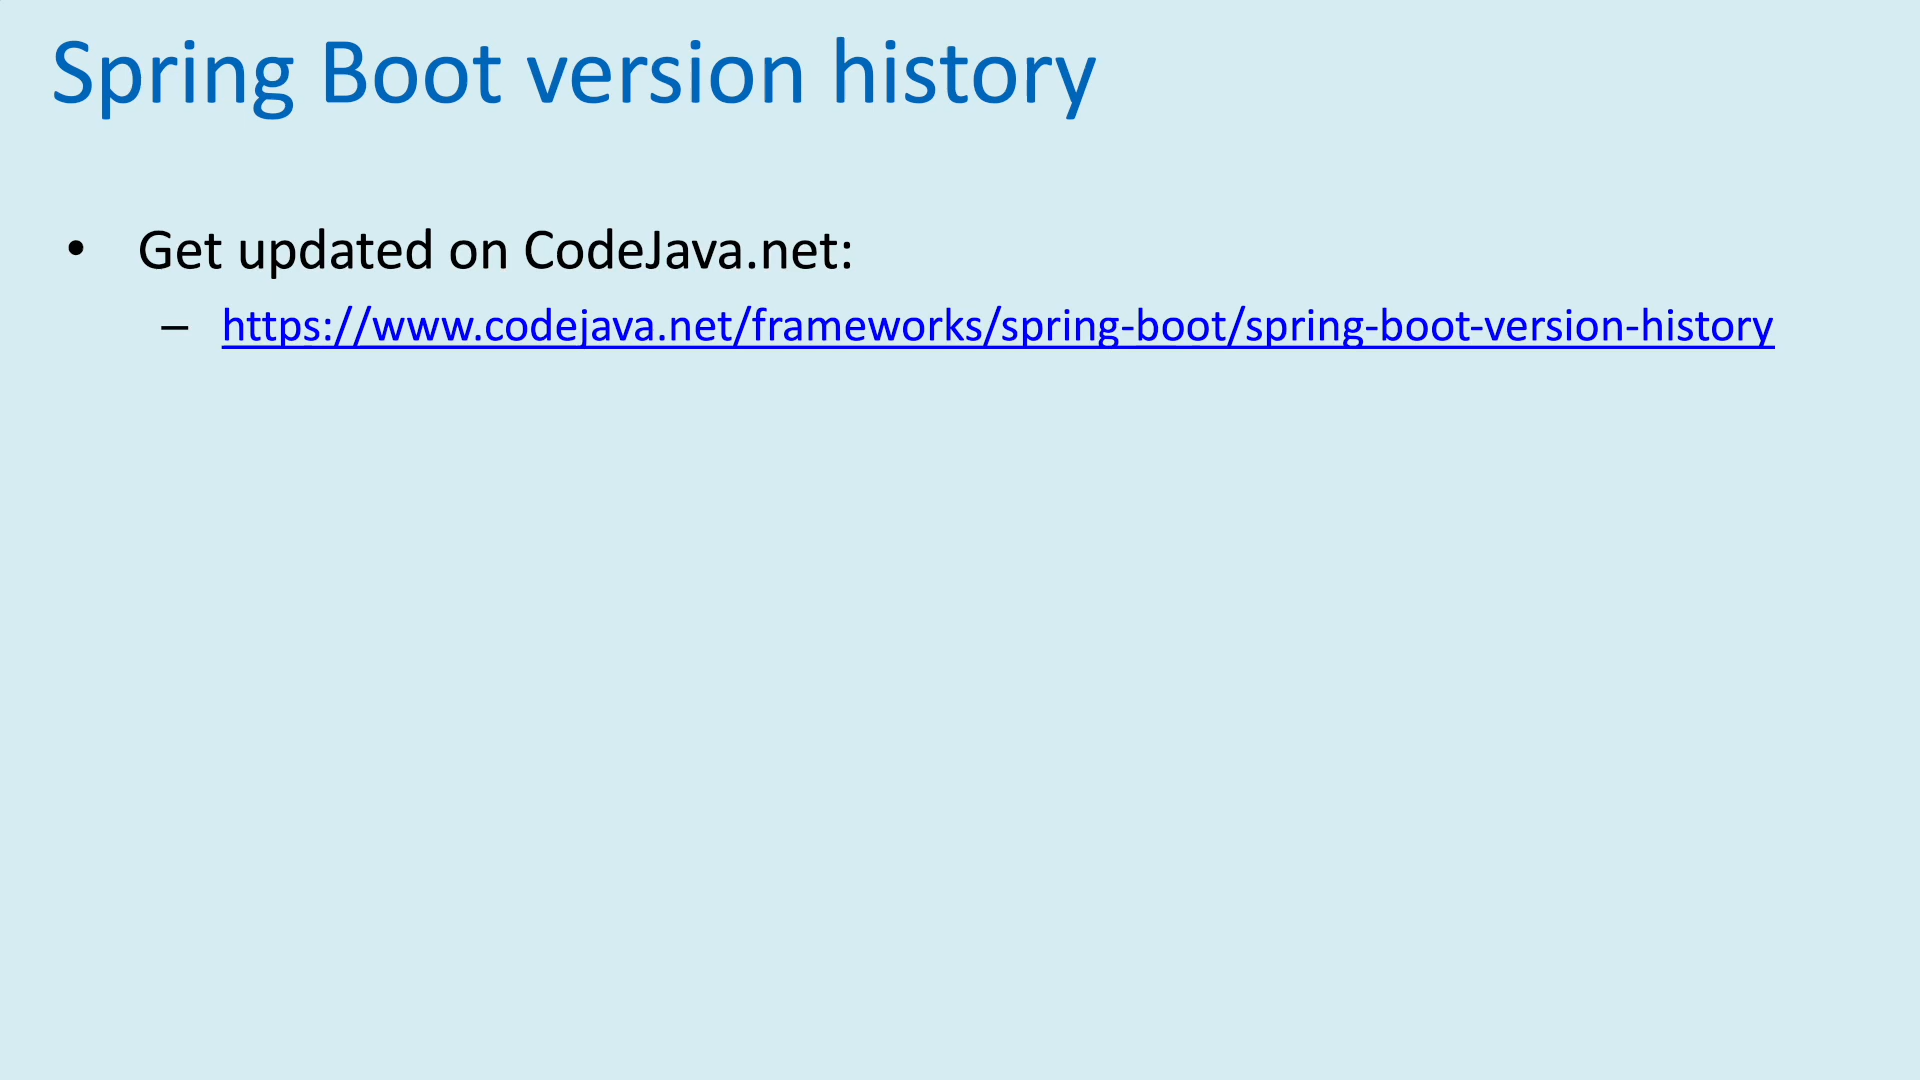 Spring Boot version history
• Get updated on CodeJava.net:
– https://www.codejava.net/frameworks/spring-boot/spring-boot-version-history